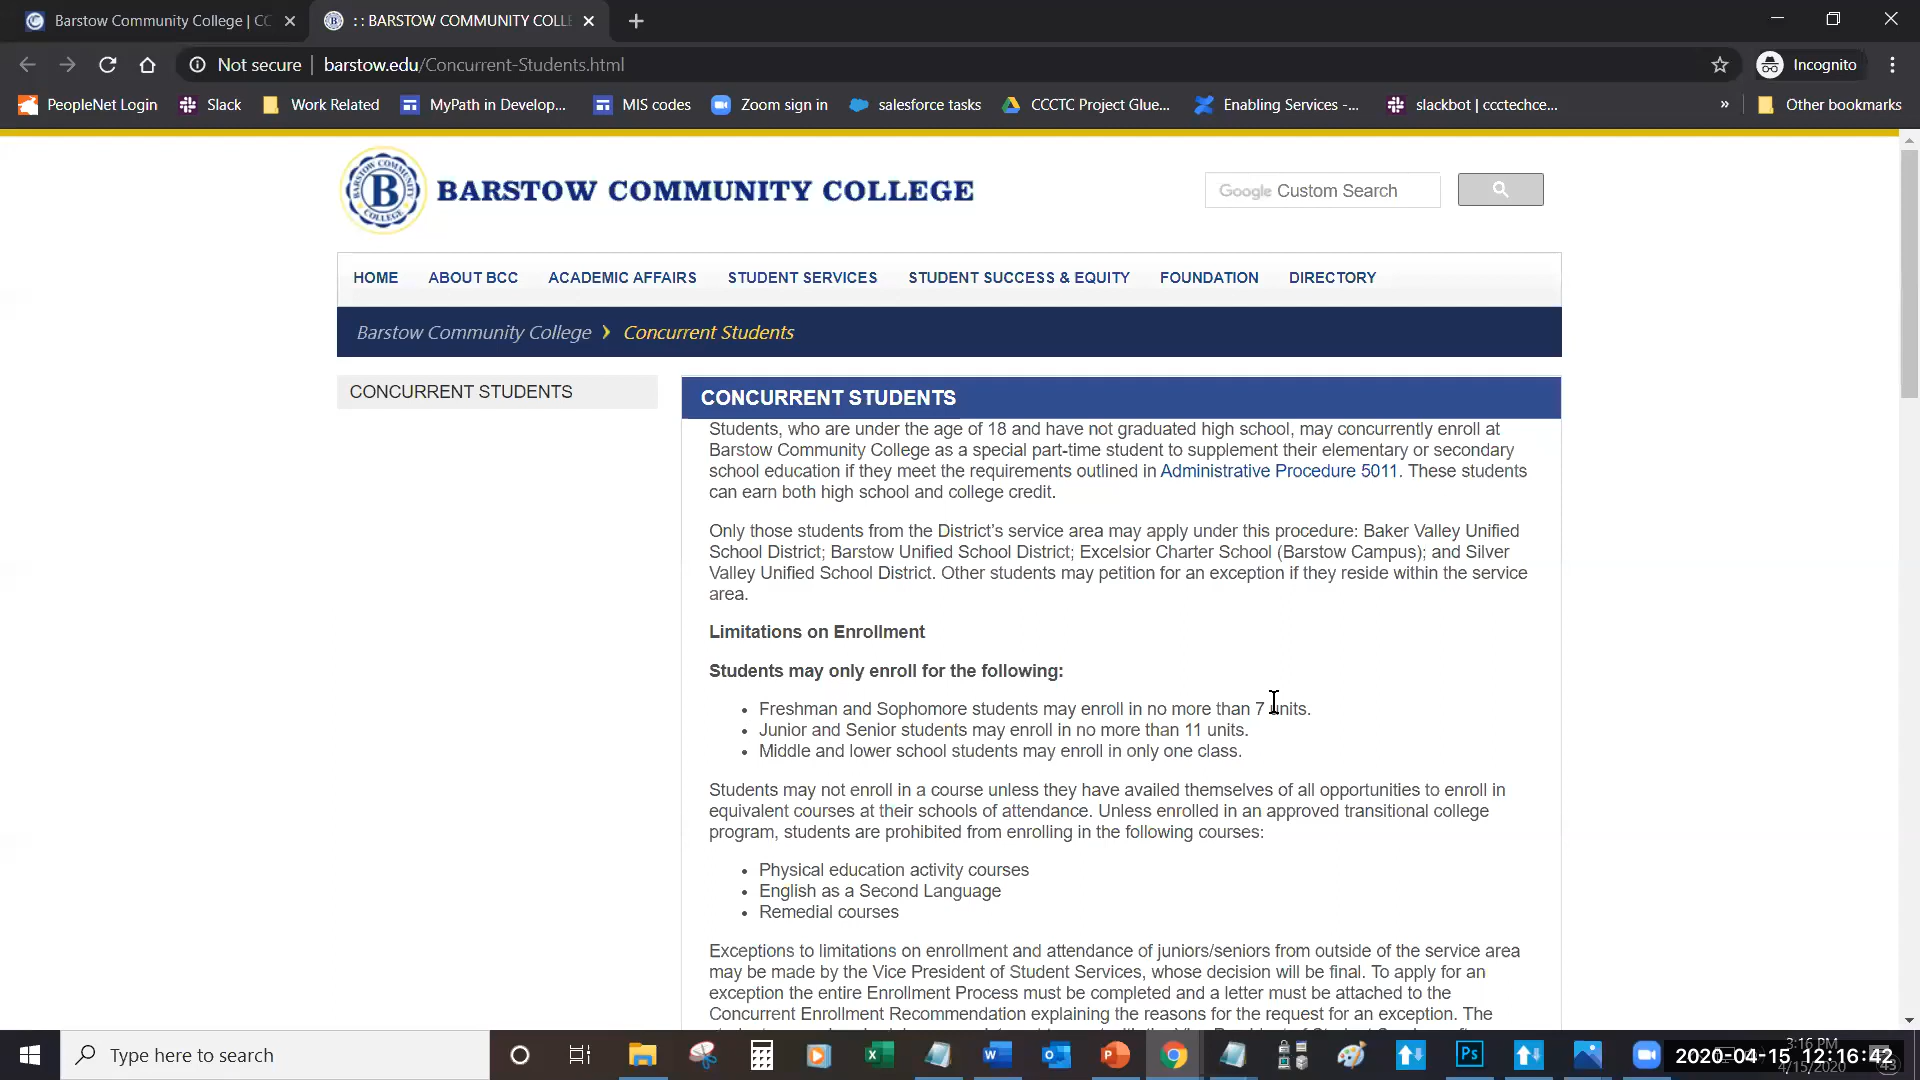 Barstow Community College | CC
: : BARSTOW COMMUNITY COLLE
Not secure | barstow.edu/Concurrent-Students.html
Incognito
PeopleNet Login
Slack
Work Related
MyPath in Develop...
MIS codes
Zoom sign in
salesforce tasks
CCCTC Project Glue...
Enabling Services -...
slackbot | ccctechce...
»
Other bookmarks
BARSTOW COMMUNITY COLLEGE
Google Custom Search
HOME
ABOUT BCC
ACADEMIC AFFAIRS
STUDENT SERVICES
STUDENT SUCCESS & EQUITY
FOUNDATION
DIRECTORY
Barstow Community College › Concurrent Students
CONCURRENT STUDENTS
CONCURRENT STUDENTS
Students, who are under the age of 18 and have not graduated high school, may concurrently enroll at
Barstow Community College as a special part-time student to supplement their elementary or secondary
school education if they meet the requirements outlined in Administrative Procedure 5011. These students
can earn both high school and college credit.
Only those students from the District's service area may apply under this procedure: Baker Valley Unified
School District; Barstow Unified School District; Excelsior Charter School (Barstow Campus); and Silver
Valley Unified School District. Other students may petition for an exception if they reside within the service
area.
Limitations on Enrollment
Students may only enroll for the following:
• Freshman and Sophomore students may enroll in no more than 7 units.
• Junior and Senior students may enroll in no more than 11 units.
• Middle and lower school students may enroll in only one class.
Students may not enroll in a course unless they have availed themselves of all opportunities to enroll in
equivalent courses at their schools of attendance. Unless enrolled in an approved transitional college
program, students are prohibited from enrolling in the following courses:
• Physical education activity courses
• English as a Second Language
• Remedial courses
Exceptions to limitations on enrollment and attendance of juniors/seniors from outside of the service area
may be made by the Vice President of Student Services, whose decision will be final. To apply for an
exception the entire Enrollment Process must be completed and a letter must be attached to the
Concurrent Enrollment Recommendation explaining the reasons for the request for an exception. The
Type here to search
3:16 PM
2020-04-15 12:16:42
4/15/2020